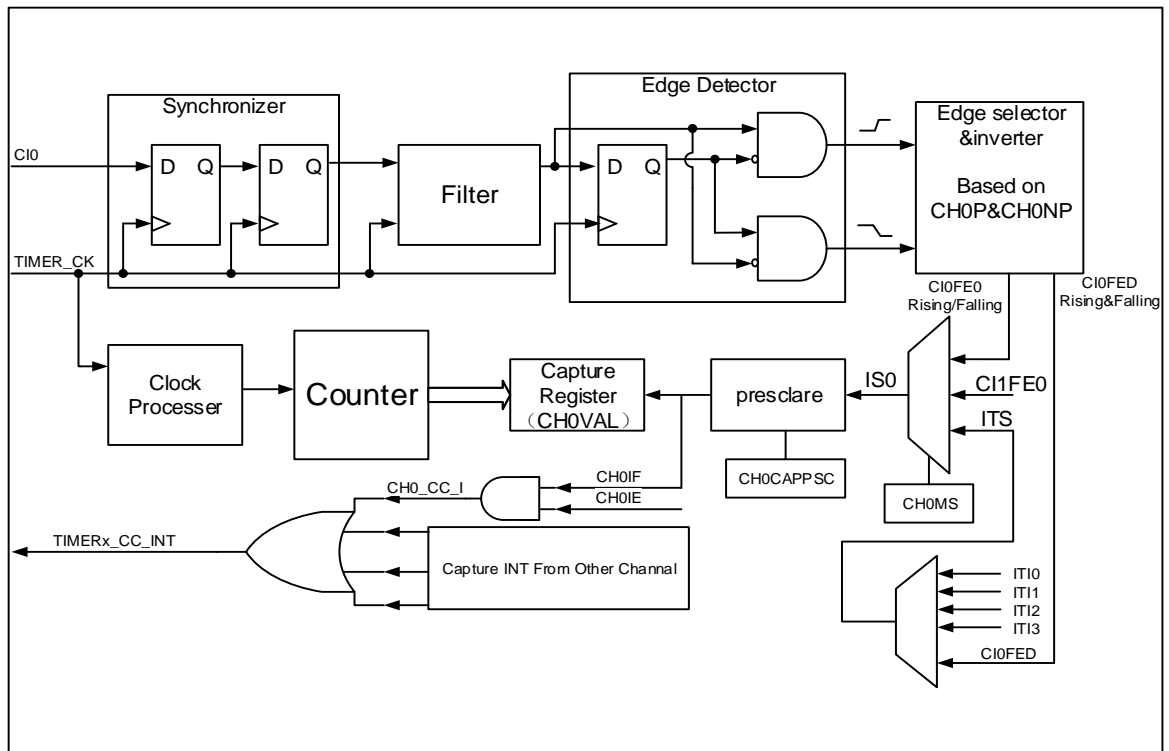 Synchronizer
Edge Detector
CI0
D Q
D Q
Filter
D Q
Edge selector
&inverter
Based on
CH0P&CH0NP
TIMER_CK
CI0FE0
Rising/Falling
CI0FED
Rising&Falling
Clock
Processer
Counter
Capture
Register
（CH0VAL）
presclare
IS0
CI1FE0
ITS
CH0CAPPSC
CH0MS
CH0_CC_I
CH0IF
CH0IE
TIMERx_CC_INT
Capture INT From Other Channel
ITI0
ITI1
ITI2
ITI3
CI0FED